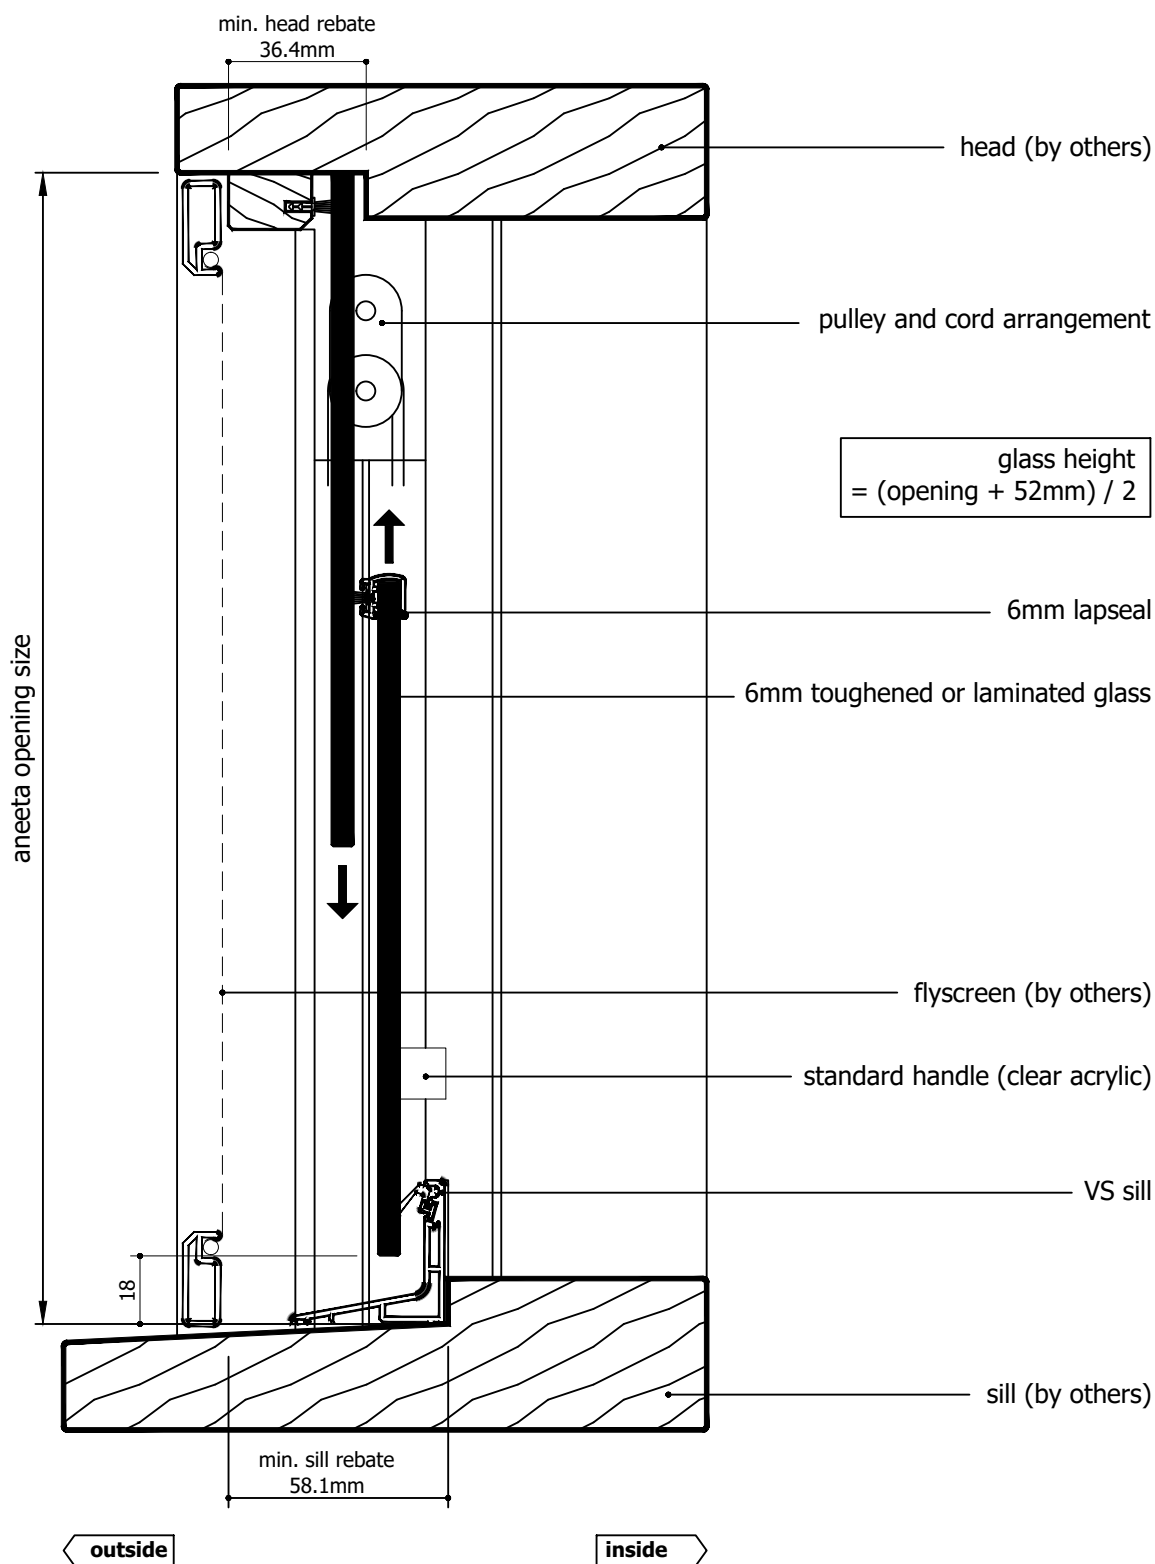 min. head rebate
36.4mm
head (by others)
pulley and cord arrangement
glass height
= (opening + 52mm) / 2
6mm lapseal
6mm toughened or laminated glass
aneeta opening size
flyscreen (by others)
standard handle (clear acrylic)
VS sill
18
sill (by others)
min. sill rebate
58.1mm
outside
inside